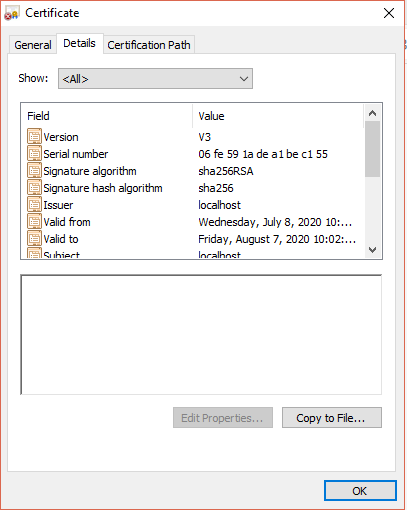 Certificate
General Details Certification Path
Show: <All>
Field Value
Version V3
Serial number 06 fe 59 1a de a1 be c1 55
Signature algorithm sha256RSA
Signature hash algorithm sha256
Issuer localhost
Valid from Wednesday, July 8, 2020 10:...
Valid to Friday, August 7, 2020 10:02:...
Subject localhost
Edit Properties... Copy to File...
OK